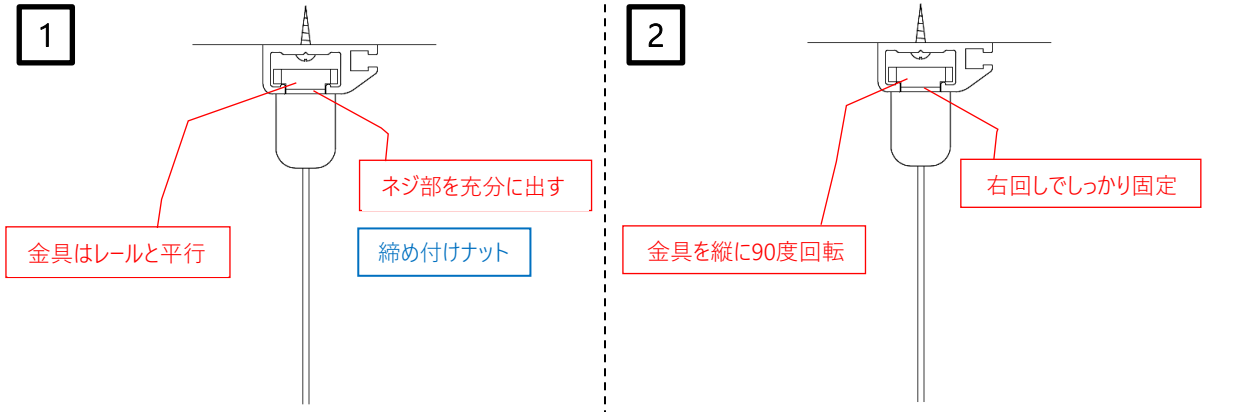 1
ネジ部を充分に出す
金具はレールと平行
締め付けナット
2
右回しでしっかり固定
金具を縦に90度回転